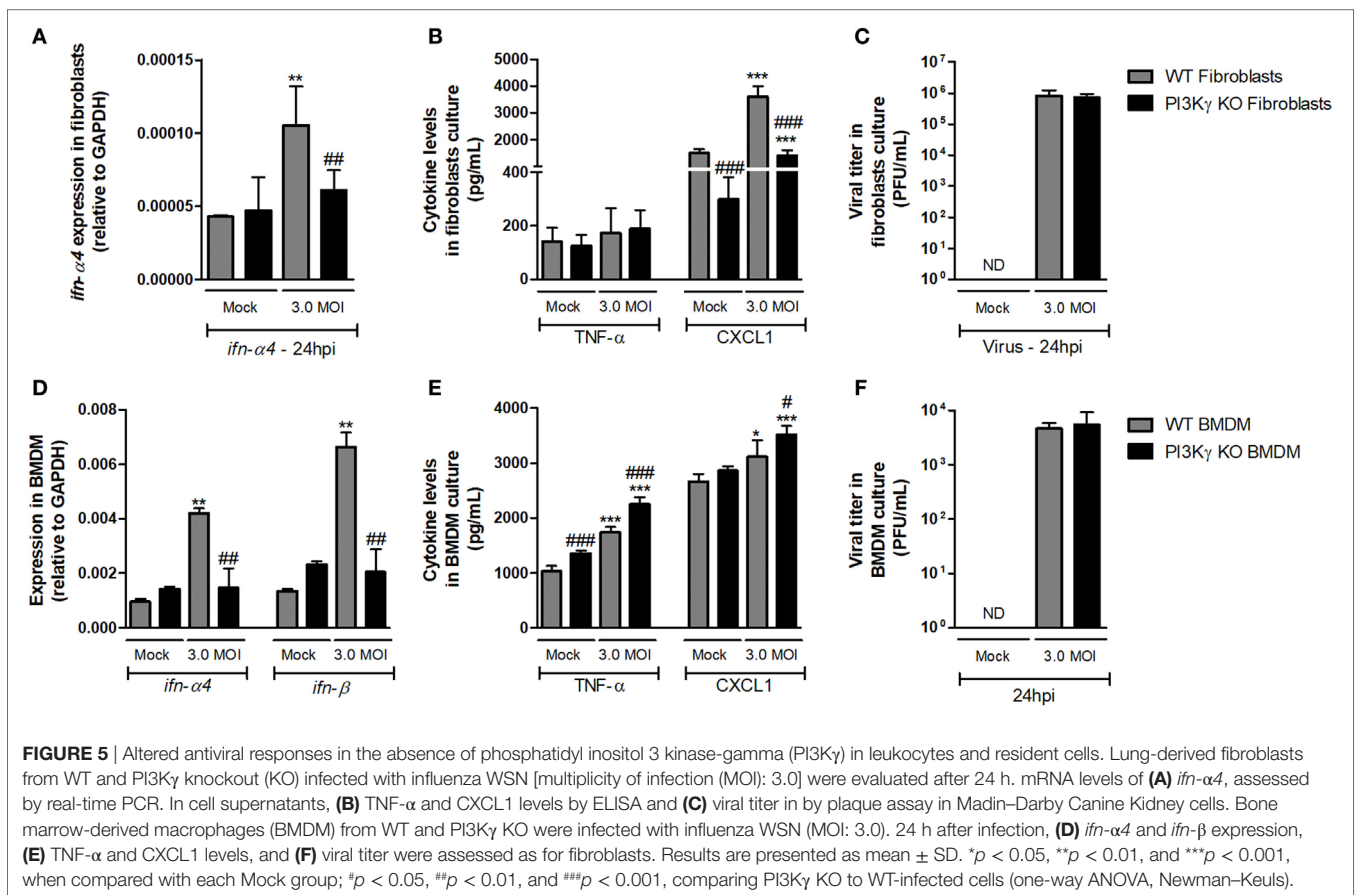 A
ifn-α4 expression in fibroblasts
(relative to GAPDH)
0.00015
0.00010
0.00005
0.00000
**
##
Mock
3.0 MOI
ifn-α4 - 24hpi
B
Cytokine levels
in fibroblasts culture
(pg/mL)
5000
4000
3000
2000
1000
400
200
0
###
***
###
***
Mock
3.0 MOI
Mock
3.0 MOI
TNF-α
CXCL1
C
Viral titer in
fibroblasts culture
(PFU/mL)
10⁷
10⁶
10⁵
10⁴
10³
10²
10¹
10⁰
ND
Mock
3.0 MOI
Virus - 24hpi
WT Fibroblasts
PI3Kγ KO Fibroblasts
D
Expression in BMDM
(relative to GAPDH)
0.008
0.006
0.004
0.002
0.000
**
##
**
##
Mock
3.0 MOI
Mock
3.0 MOI
ifn-α4
ifn-β
E
Cytokine levels
in BMDM culture
(pg/mL)
4000
3000
2000
1000
0
###
***
###
***
*
#
***
Mock
3.0 MOI
Mock
3.0 MOI
TNF-α
CXCL1
F
Viral titer in
BMDM culture
(PFU/mL)
10⁵
10⁴
10³
10²
10¹
10⁰
ND
Mock
3.0 MOI
24hpi
WT BMDM
PI3Kγ KO BMDM
FIGURE 5 | Altered antiviral responses in the absence of phosphatidyl inositol 3 kinase-gamma (PI3Kγ) in leukocytes and resident cells. Lung-derived fibroblasts
from WT and PI3Kγ knockout (KO) infected with influenza WSN [multiplicity of infection (MOI): 3.0] were evaluated after 24 h. mRNA levels of (A) ifn-α4, assessed
by real-time PCR. In cell supernatants, (B) TNF-α and CXCL1 levels by ELISA and (C) viral titer in by plaque assay in Madin–Darby Canine Kidney cells. Bone
marrow-derived macrophages (BMDM) from WT and PI3Kγ KO were infected with influenza WSN (MOI: 3.0). 24 h after infection, (D) ifn-α4 and ifn-β expression,
(E) TNF-α and CXCL1 levels, and (F) viral titer were assessed as for fibroblasts. Results are presented as mean ± SD. *p < 0.05, **p < 0.01, and ***p < 0.001,
when compared with each Mock group; #p < 0.05, ##p < 0.01, and ###p < 0.001, comparing PI3Kγ KO to WT-infected cells (one-way ANOVA, Newman–Keuls).